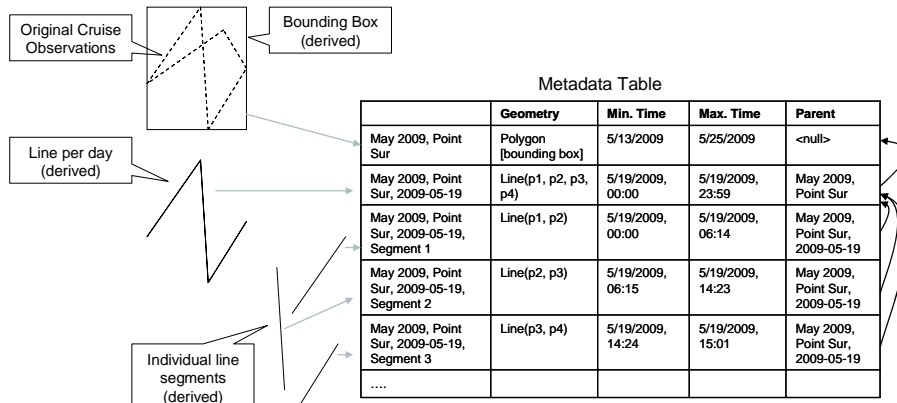 Original Cruise
Observations
Bounding Box
(derived)
Metadata Table
Geometry
Min. Time
Max. Time
Parent
May 2009, Point
Sur
Polygon
[bounding box]
5/13/2009
5/25/2009
<null>
Line per day
(derived)
May 2009, Point
Sur, 2009-05-19
Line(p1, p2, p3,
p4)
5/19/2009,
00:00
5/19/2009,
23:59
May 2009,
Point Sur
May 2009, Point
Sur, 2009-05-19,
Segment 1
Line(p1, p2)
5/19/2009,
00:00
5/19/2009,
06:14
May 2009,
Point Sur,
2009-05-19
May 2009, Point
Sur, 2009-05-19,
Segment 2
Line(p2, p3)
5/19/2009,
06:15
5/19/2009,
14:23
May 2009,
Point Sur,
2009-05-19
May 2009, Point
Sur, 2009-05-19,
Segment 3
Line(p3, p4)
5/19/2009,
14:24
5/19/2009,
15:01
May 2009,
Point Sur,
2009-05-19
....
Individual line
segments
(derived)